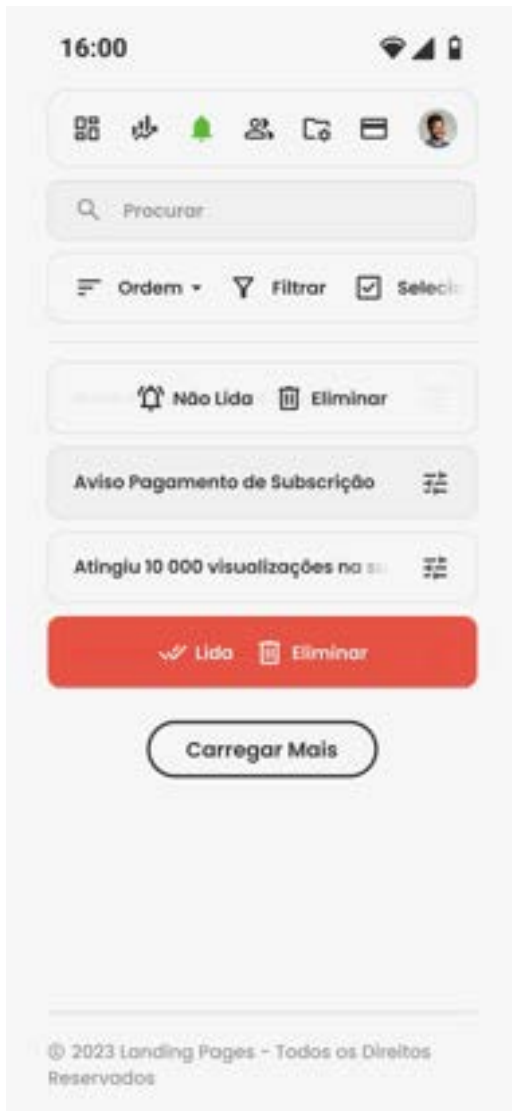 16:00
Procurar
Ordem Filtrar
Não Lida Eliminar
Aviso Pagamento de Subscrição
Atingiu 10 000 visualizações na
Lida Eliminar
Carregar Mais
© 2023 Landing Pages - Todos os Direitos
Reservados